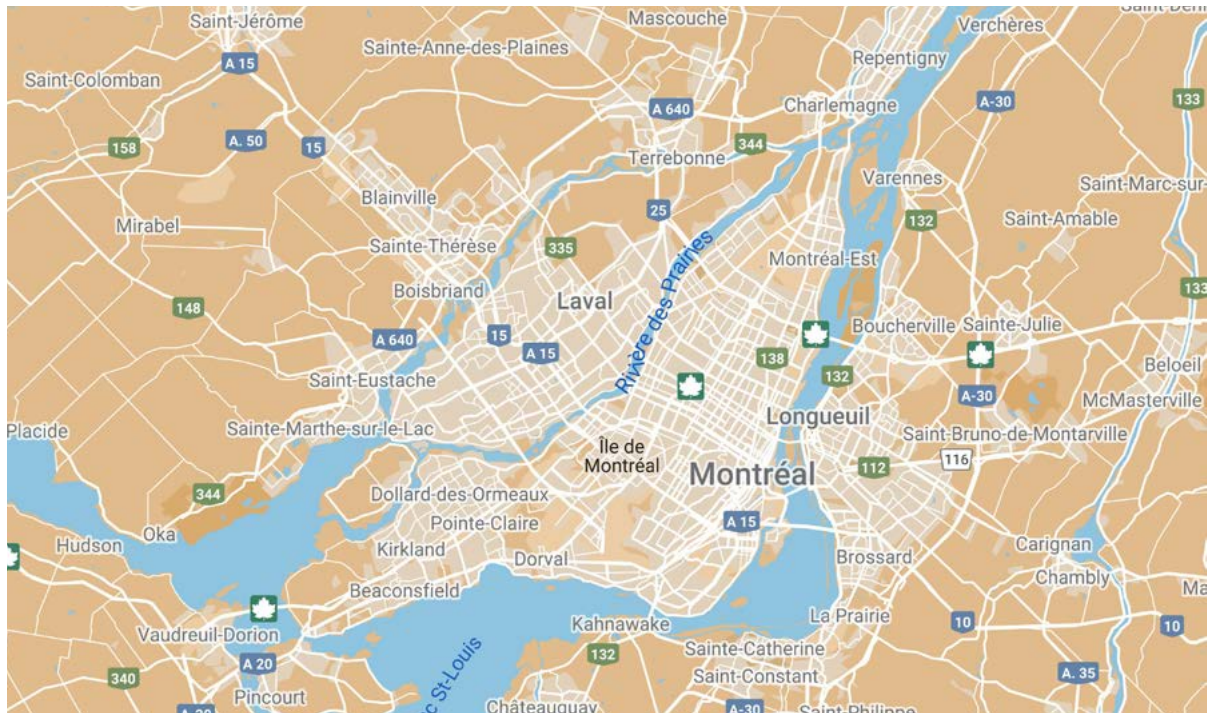 Saint-Jérôme
Mascouche
Verchères
Sainte-Anne-des-Plaines
Repentigny
Saint-Colomban
A 15
A 640
Charlemagne
A-30
133
158
A. 50
15
344
Terrebonne
Varennes
Saint-Marc-sur-
Blainville
25
132
Saint-Amable
Mirabel
Sainte-Thérèse
335
Rivière des Prairies
Montréal-Est
Boisbriand
Laval
148
133
A 640
15
A 15
138
Boucherville
Sainte-Julie
Beloeil
Saint-Eustache
132
A-30
McMasterville
Placide
Sainte-Marthe-sur-le-Lac
Île de
Montréal
Longueuil
Saint-Bruno-de-Montarville
116
112
Montréal
344
Dollard-des-Ormeaux
Pointe-Claire
A 15
Oka
Hudson
Kirkland
Dorval
Brossard
Carignan
Chambly
Beaconsfield
Vaudreuil-Dorion
Kahnawake
La Prairie
10
10
132
Sainte-Catherine
A 20
340
Pincourt
c St-Louis
Saint-Constant
A. 35
Châteauguay
A-30
Saint-Philippe